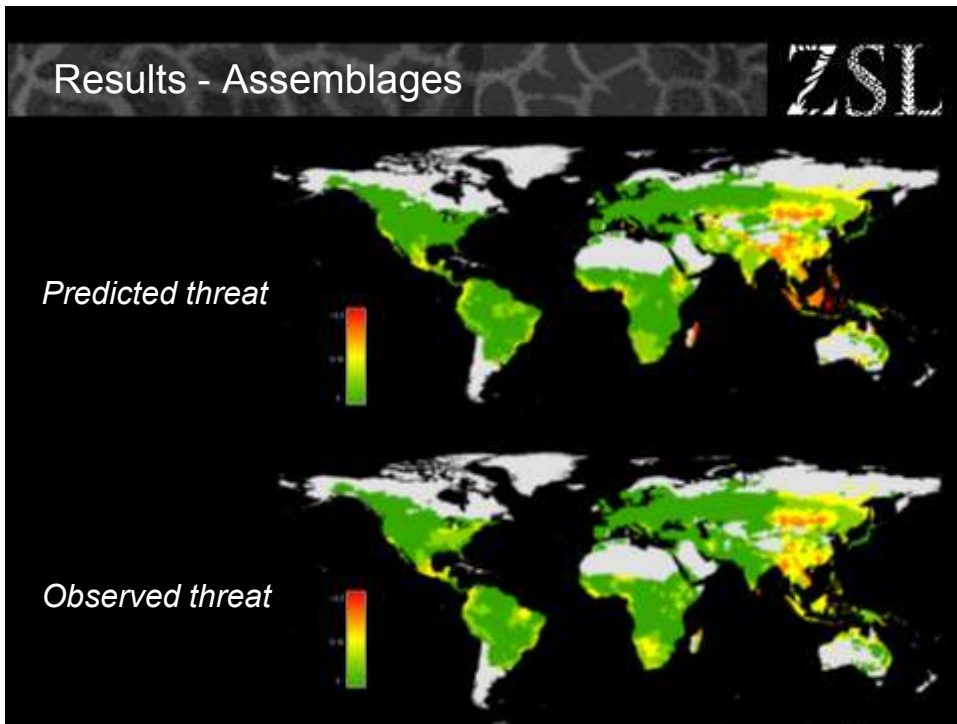 Results - Assemblages
ZSL
Predicted threat
Observed threat